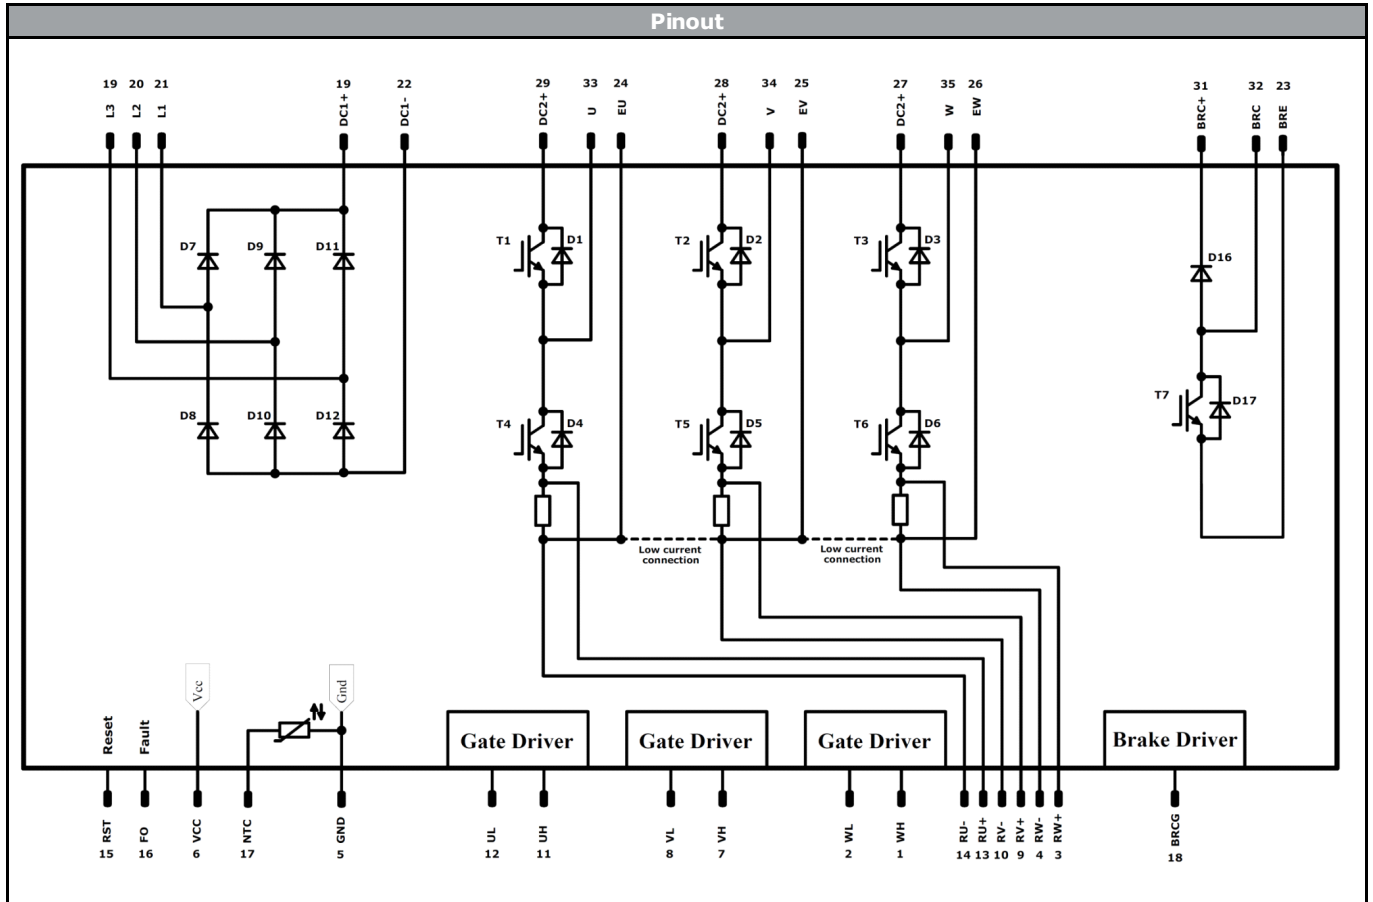 Pinout
19 20 21 19 22 29 33 24 28 34 25 27 35 26 31 32 23
L3 L2 L1 DC1+ DC1- DC2+ U EU DC2+ V EV DC2+ W EW BRC+ BRC BRE
D7 D9 D11 T1 D1 T2 D2 T3 D3 D16
T7 D17
D8 D10 D12 T4 D4 T5 D5 T6 D6
Low current
connection
Low current
connection
Vcc Gnd
Reset Fault
Gate Driver Gate Driver Gate Driver Brake Driver
RST FO VCC NTC GND UL UH VL VH WL WH RU- RU+ RV- RV+ RW- RW+ BRCG
15 16 6 17 5 12 11 8 7 2 1 14 13 10 9 4 3 18